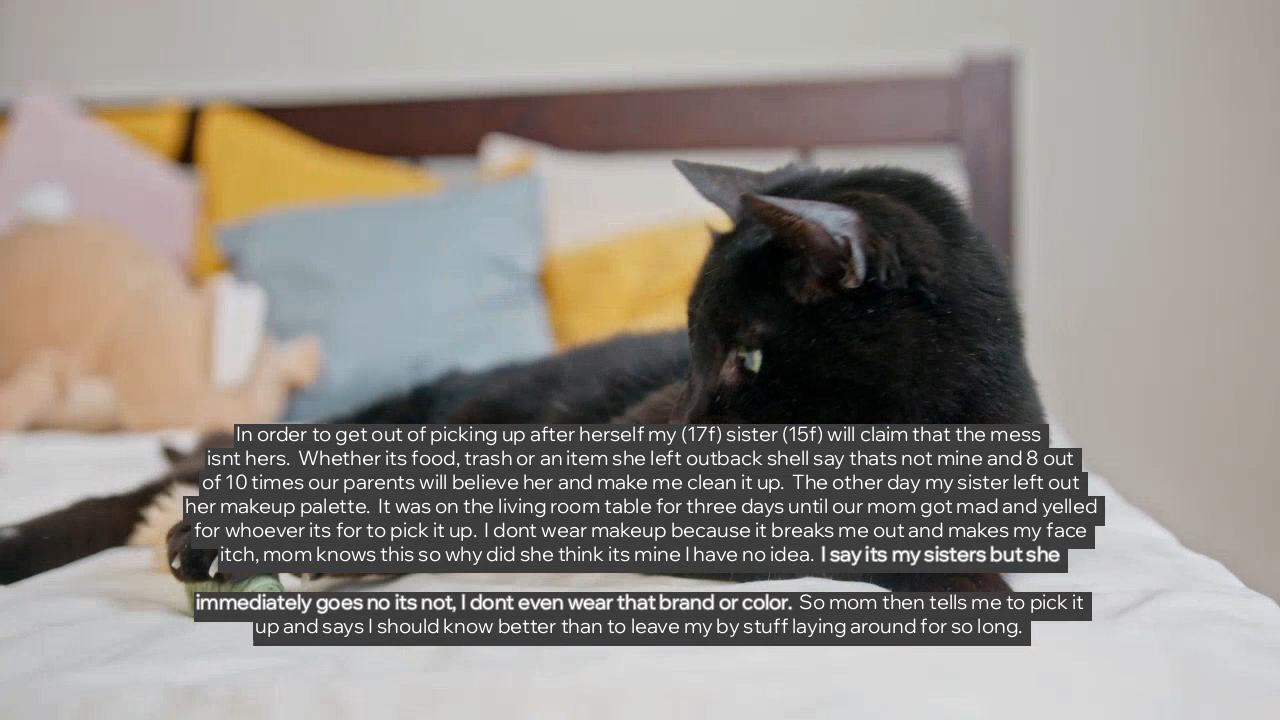 In order to get out of picking up after herself my (17f) sister (15f) will claim that the mess
isnt hers. Whether its food, trash or an item she left outback shell say thats not mine and 8 out
of 10 times our parents will believe her and make me clean it up. The other day my sister left out
her makeup palette. It was on the living room table for three days until our mom got mad and yelled
for whoever its for to pick it up. I dont wear makeup because it breaks me out and makes my face
itch, mom knows this so why did she think its mine I have no idea. I say its my sisters but she
immediately goes no its not, I dont even wear that brand or color. So mom then tells me to pick it
up and says I should know better than to leave my by stuff laying around for so long.